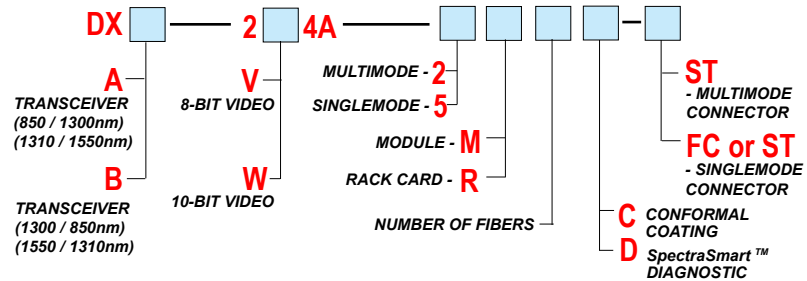 DX — 2 4A — –
A
TRANSCEIVER
(850 / 1300nm)
(1310 / 1550nm)
B
TRANSCEIVER
(1300 / 850nm)
(1550 / 1310nm)
V
8-BIT VIDEO
W
10-BIT VIDEO
MULTIMODE - 2
SINGLEMODE - 5
MODULE - M
RACK CARD - R
NUMBER OF FIBERS
C CONFORMAL
COATING
D SpectraSmart ™
DIAGNOSTIC
ST
- MULTIMODE
CONNECTOR
FC or ST
- SINGLEMODE
CONNECTOR